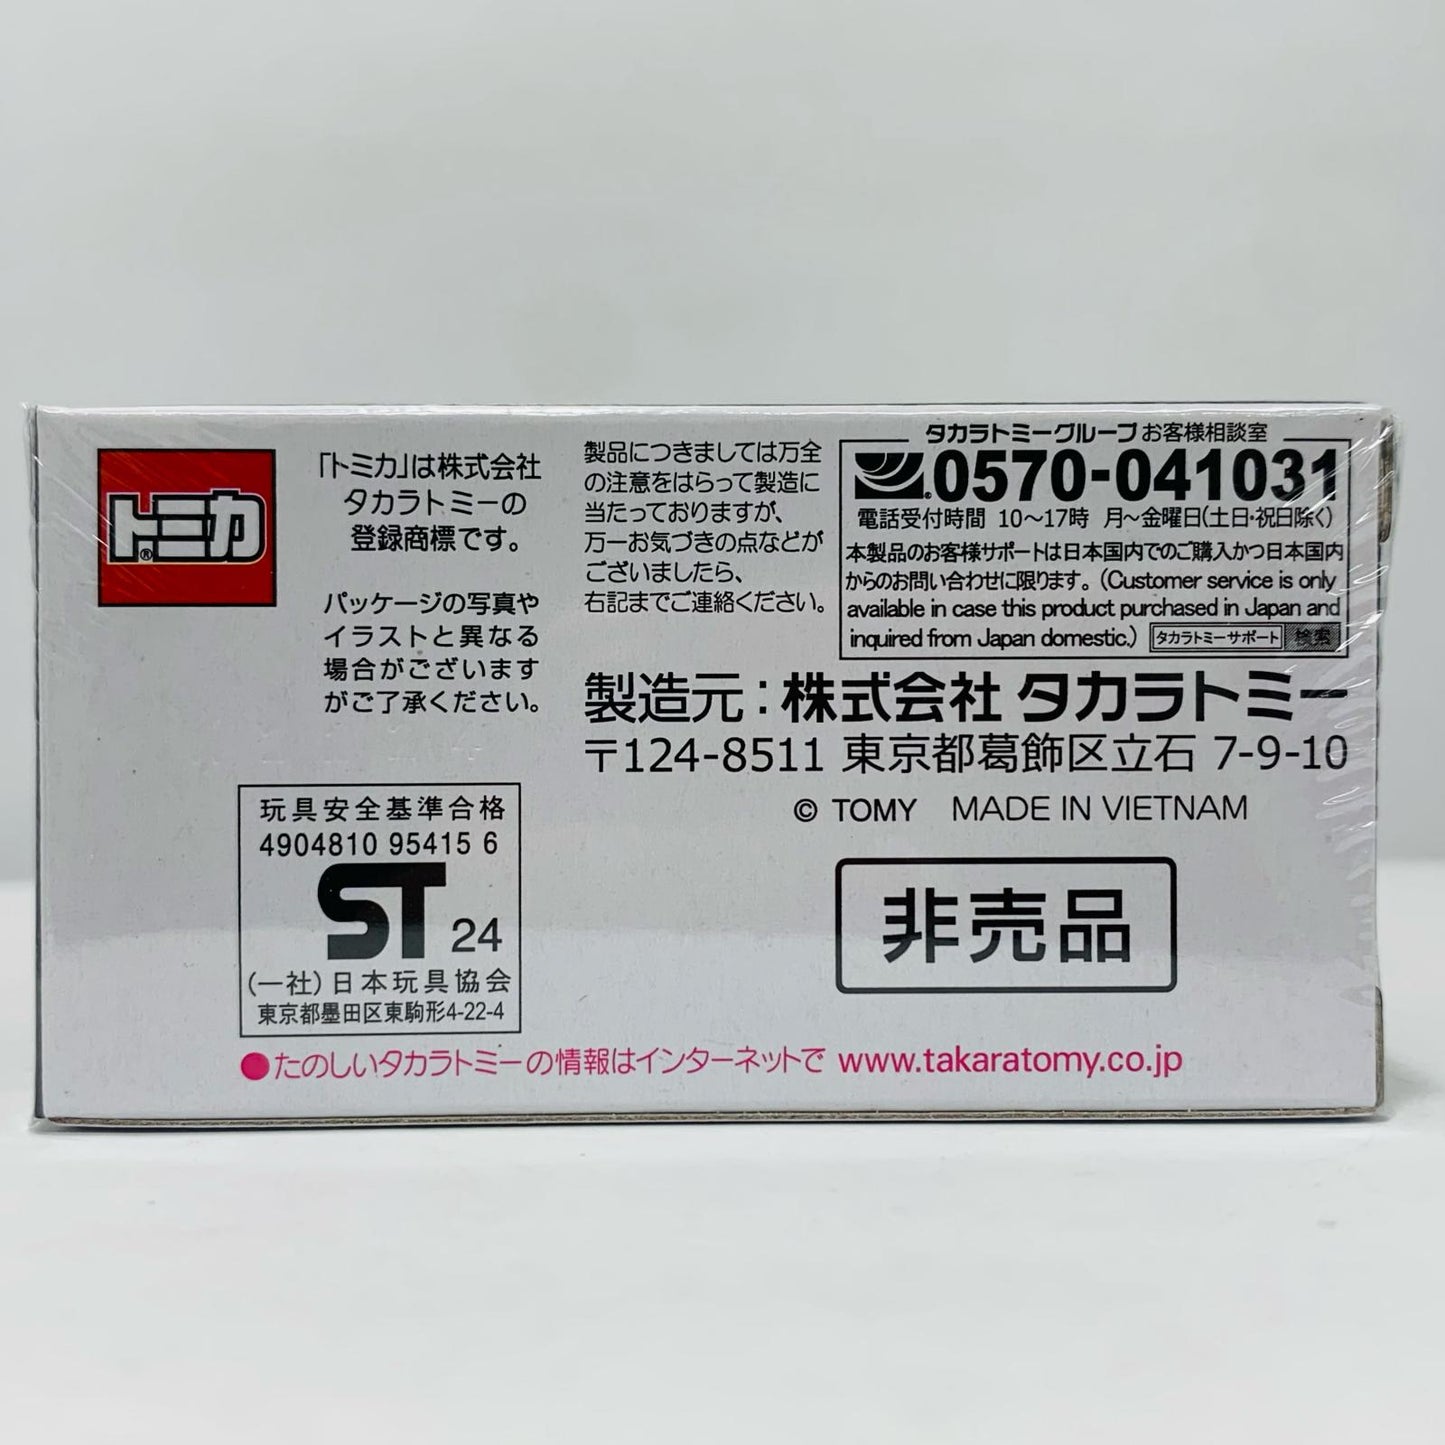 トミカ®
「トミカ」は株式会社
タカラトミーの
登録商標です。
パッケージの写真や
イラストと異なる
場合がございます
がご了承ください。
製品につきましては万全
の注意をはらって製造に
当たっておりますが、
万一お気づきの点などが
ございましたら、
右記までご連絡ください。
タカラトミーグループお客様相談室
0570-041031
電話受付時間 10〜17時 月〜金曜日(土日・祝日除く)
本製品のお客様サポートは日本国内でのご購入かつ日本国内
からのお問い合わせに限ります。(Customer service is only
available in case this product purchased in Japan and
inquired from Japan domestic.) タカラトミーサポート 検索
製造元:株式会社 タカラトミー
〒124-8511 東京都葛飾区立石 7-9-10
© TOMY MADE IN VIETNAM
玩具安全基準合格
4904810 95415 6
ST 24
(一社)日本玩具協会
東京都墨田区東駒形4-22-4
非売品
●たのしいタカラトミーの情報はインターネットで www.takaratomy.co.jp